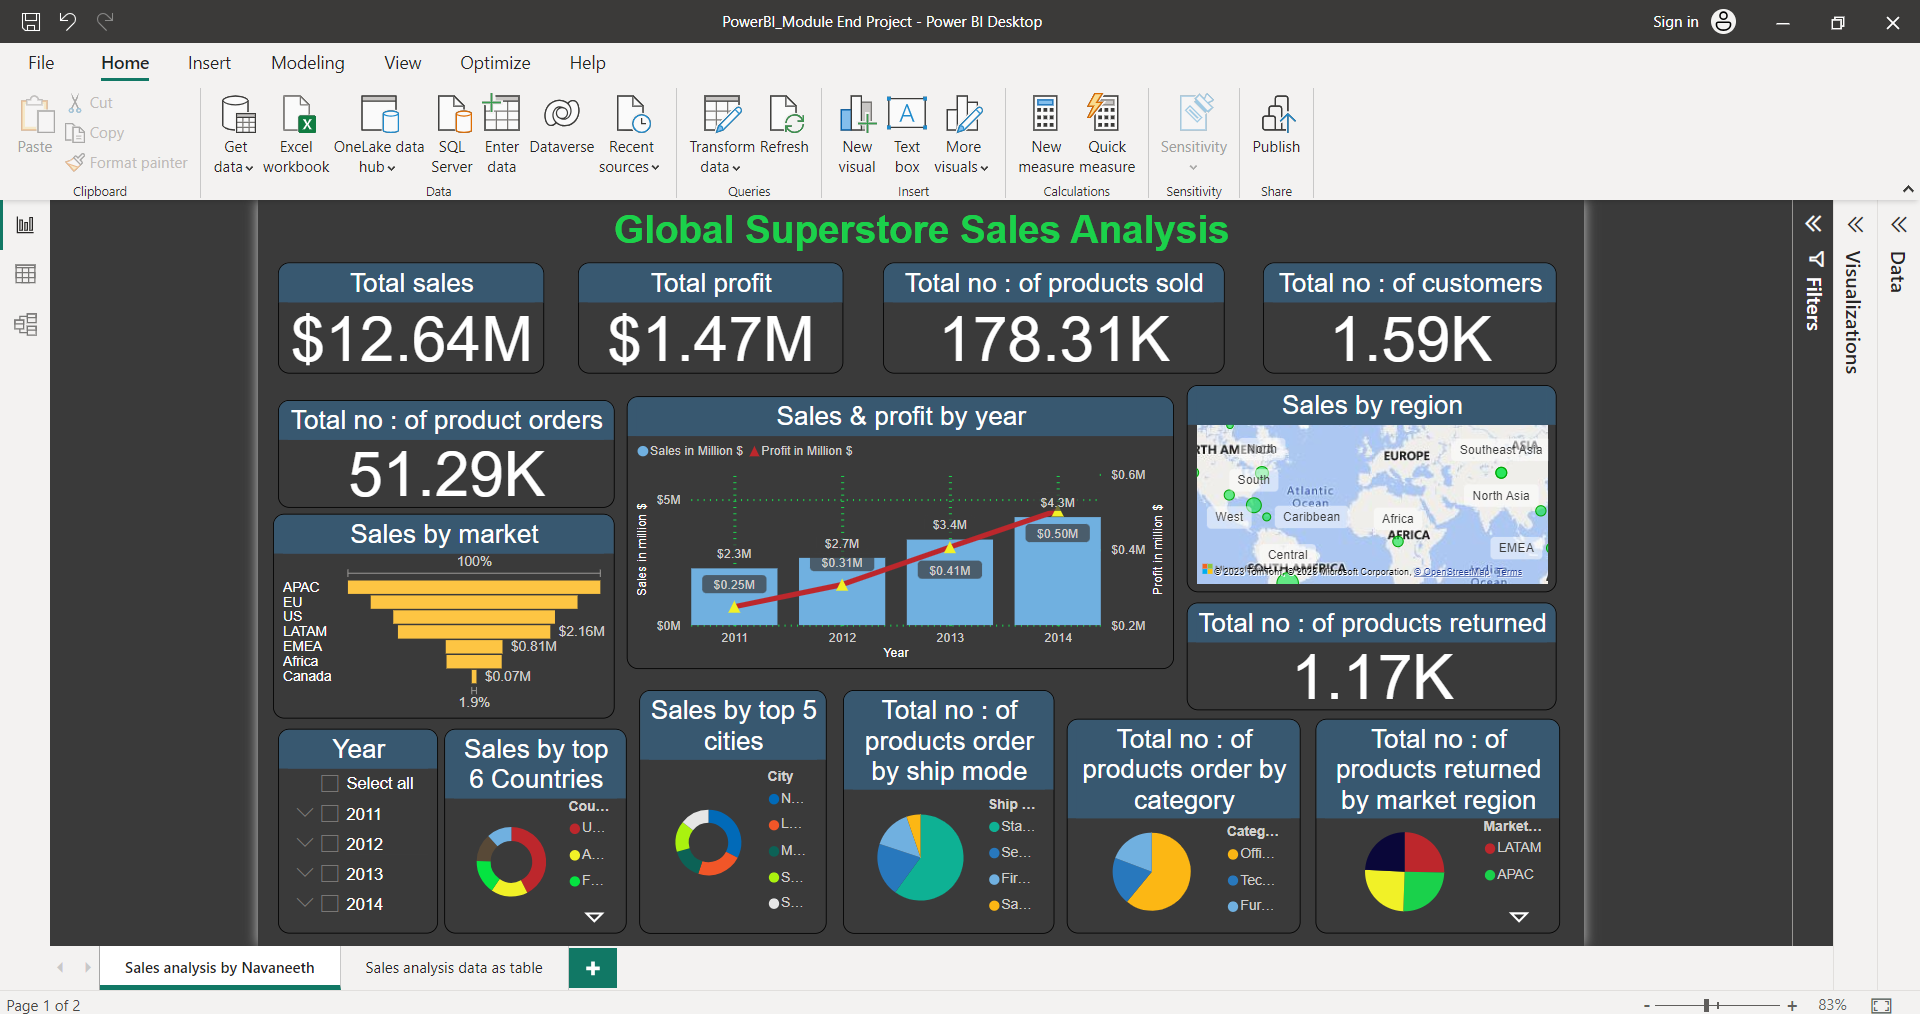 PowerBI_Module End Project - Power BI Desktop
Sign in
File
Home
Insert
Modeling
View
Optimize
Help
Paste
Cut
Copy
Format painter
Clipboard
Get data
Excel workbook
OneLake data hub
SQL Server
Enter data
Dataverse
Recent sources
Data
Transform data
Refresh
Queries
New visual
Text box
More visuals
Insert
New measure
Quick measure
Calculations
Sensitivity
Sensitivity
Publish
Share
Global Superstore Sales Analysis
Total sales
$12.64M
Total profit
$1.47M
Total no : of products sold
178.31K
Total no : of customers
1.59K
Total no : of product orders
51.29K
Sales by market
100%
APAC
EU
US
LATAM
$2.16M
EMEA
$0.81M
Africa
Canada
$0.07M
1.9%
Sales & profit by year
Sales in Million $
Profit in Million $
Sales in million $
$5M
$0M
$2.3M
$2.7M
$3.4M
$4.3M
$0.25M
$0.31M
$0.41M
$0.50M
$0.6M
$0.4M
$0.2M
Profit in million $
2011
2012
2013
2014
Year
Sales by region
North
EUROPE
Southeast Asia
ASIA
South
Atlantic
Ocean
North Asia
West
Caribbean
Africa
AFRICA
Central
EMEA
SOUTH AMERICA
© 2023 TomTom, © 2023 Microsoft Corporation, © OpenStreetMap Terms
Total no : of products returned
1.17K
Year
Select all
2011
2012
2013
2014
Sales by top
6 Countries
Cou...
U...
A...
F...
Sales by top 5
cities
City
N...
L...
M...
S...
S...
Total no : of
products order
by ship mode
Ship ...
Sta...
Se...
Fir...
Sa...
Total no : of
products order by
category
Categ...
Offi...
Tec...
Fur...
Total no : of
products returned
by market region
Market...
LATAM
APAC
Filters
Visualizations
Data
Sales analysis by Navaneeth
Sales analysis data as table
Page 1 of 2
83%